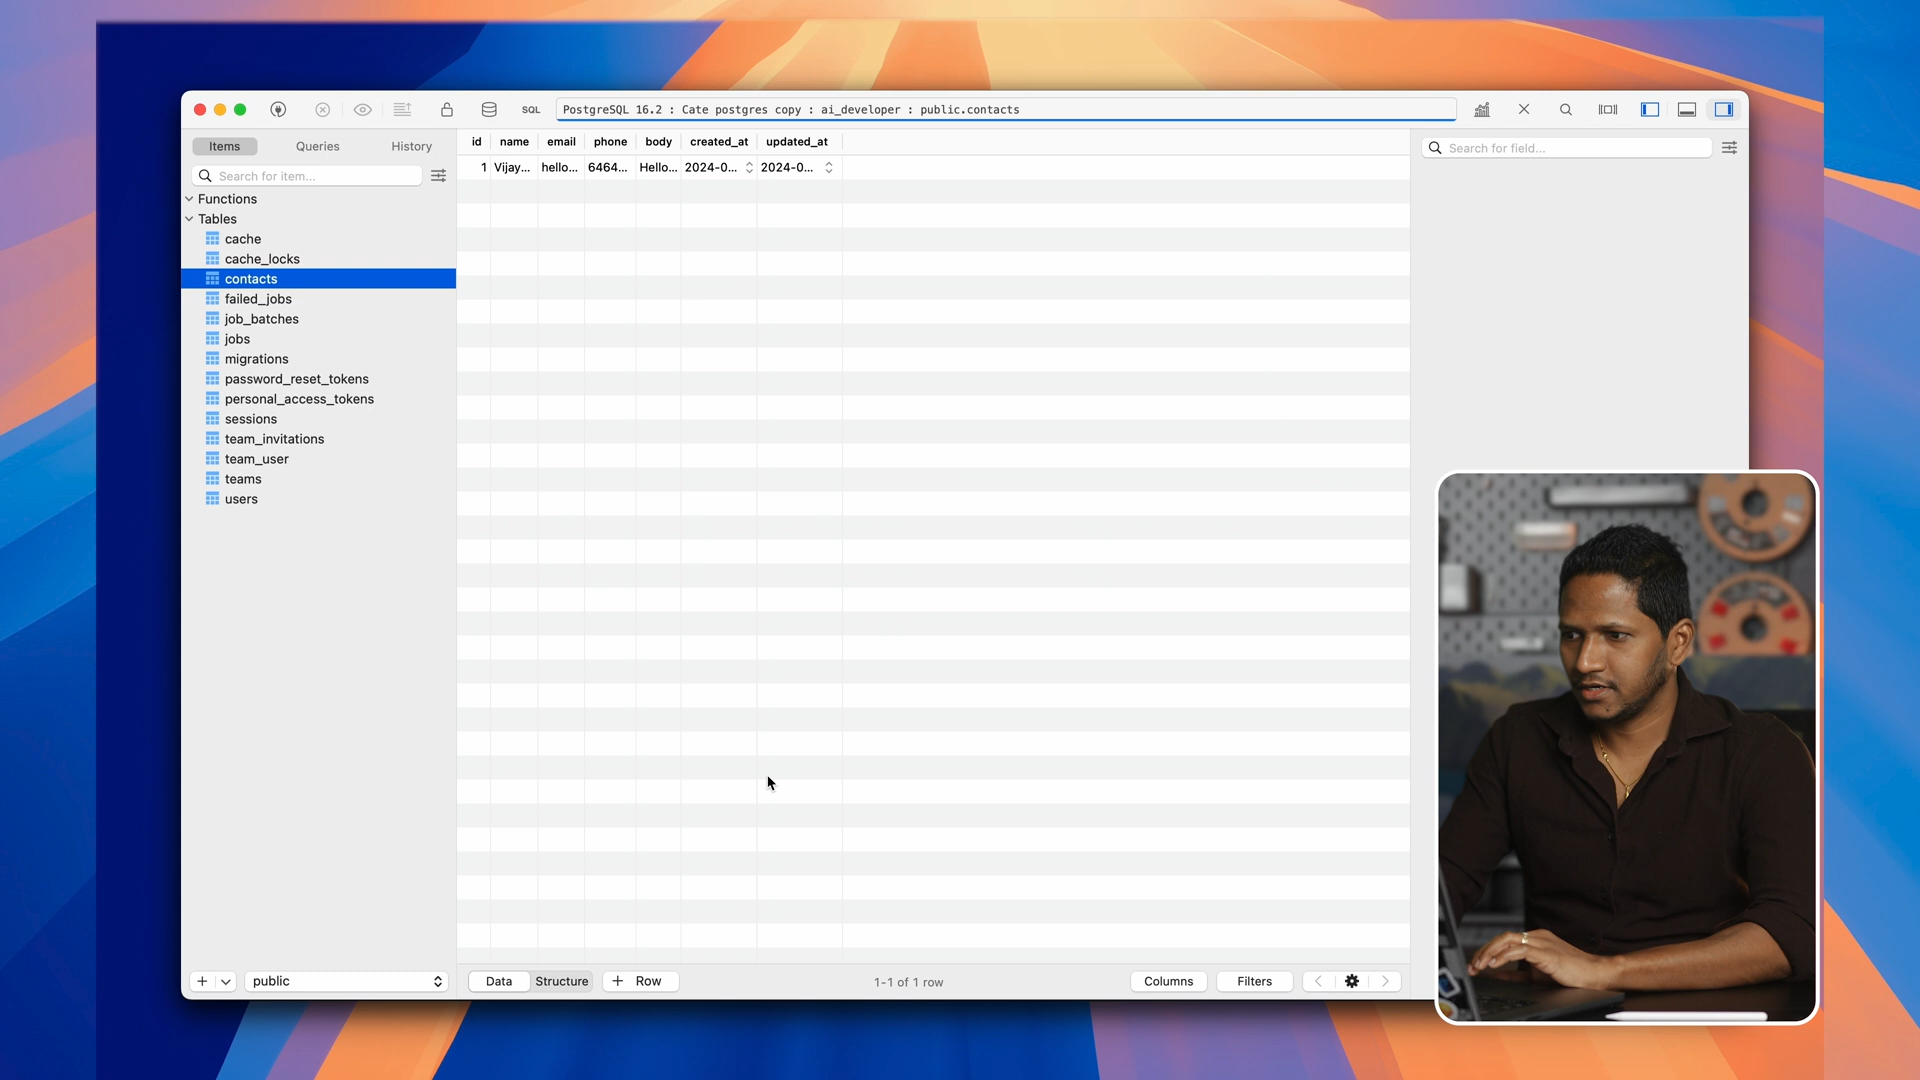 SQL
PostgreSQL 16.2 : Cate postgres copy : ai_developer : public.contacts
Items Queries History
Search for item...
Functions
Tables
cache
cache_locks
contacts
failed_jobs
job_batches
jobs
migrations
password_reset_tokens
personal_access_tokens
sessions
team_invitations
team_user
teams
users
public
id name email phone body created_at updated_at
1 Vijay... hello... 6464... Hello... 2024-0... 2024-0...
Data Structure + Row
1-1 of 1 row
Columns Filters
Search for field...